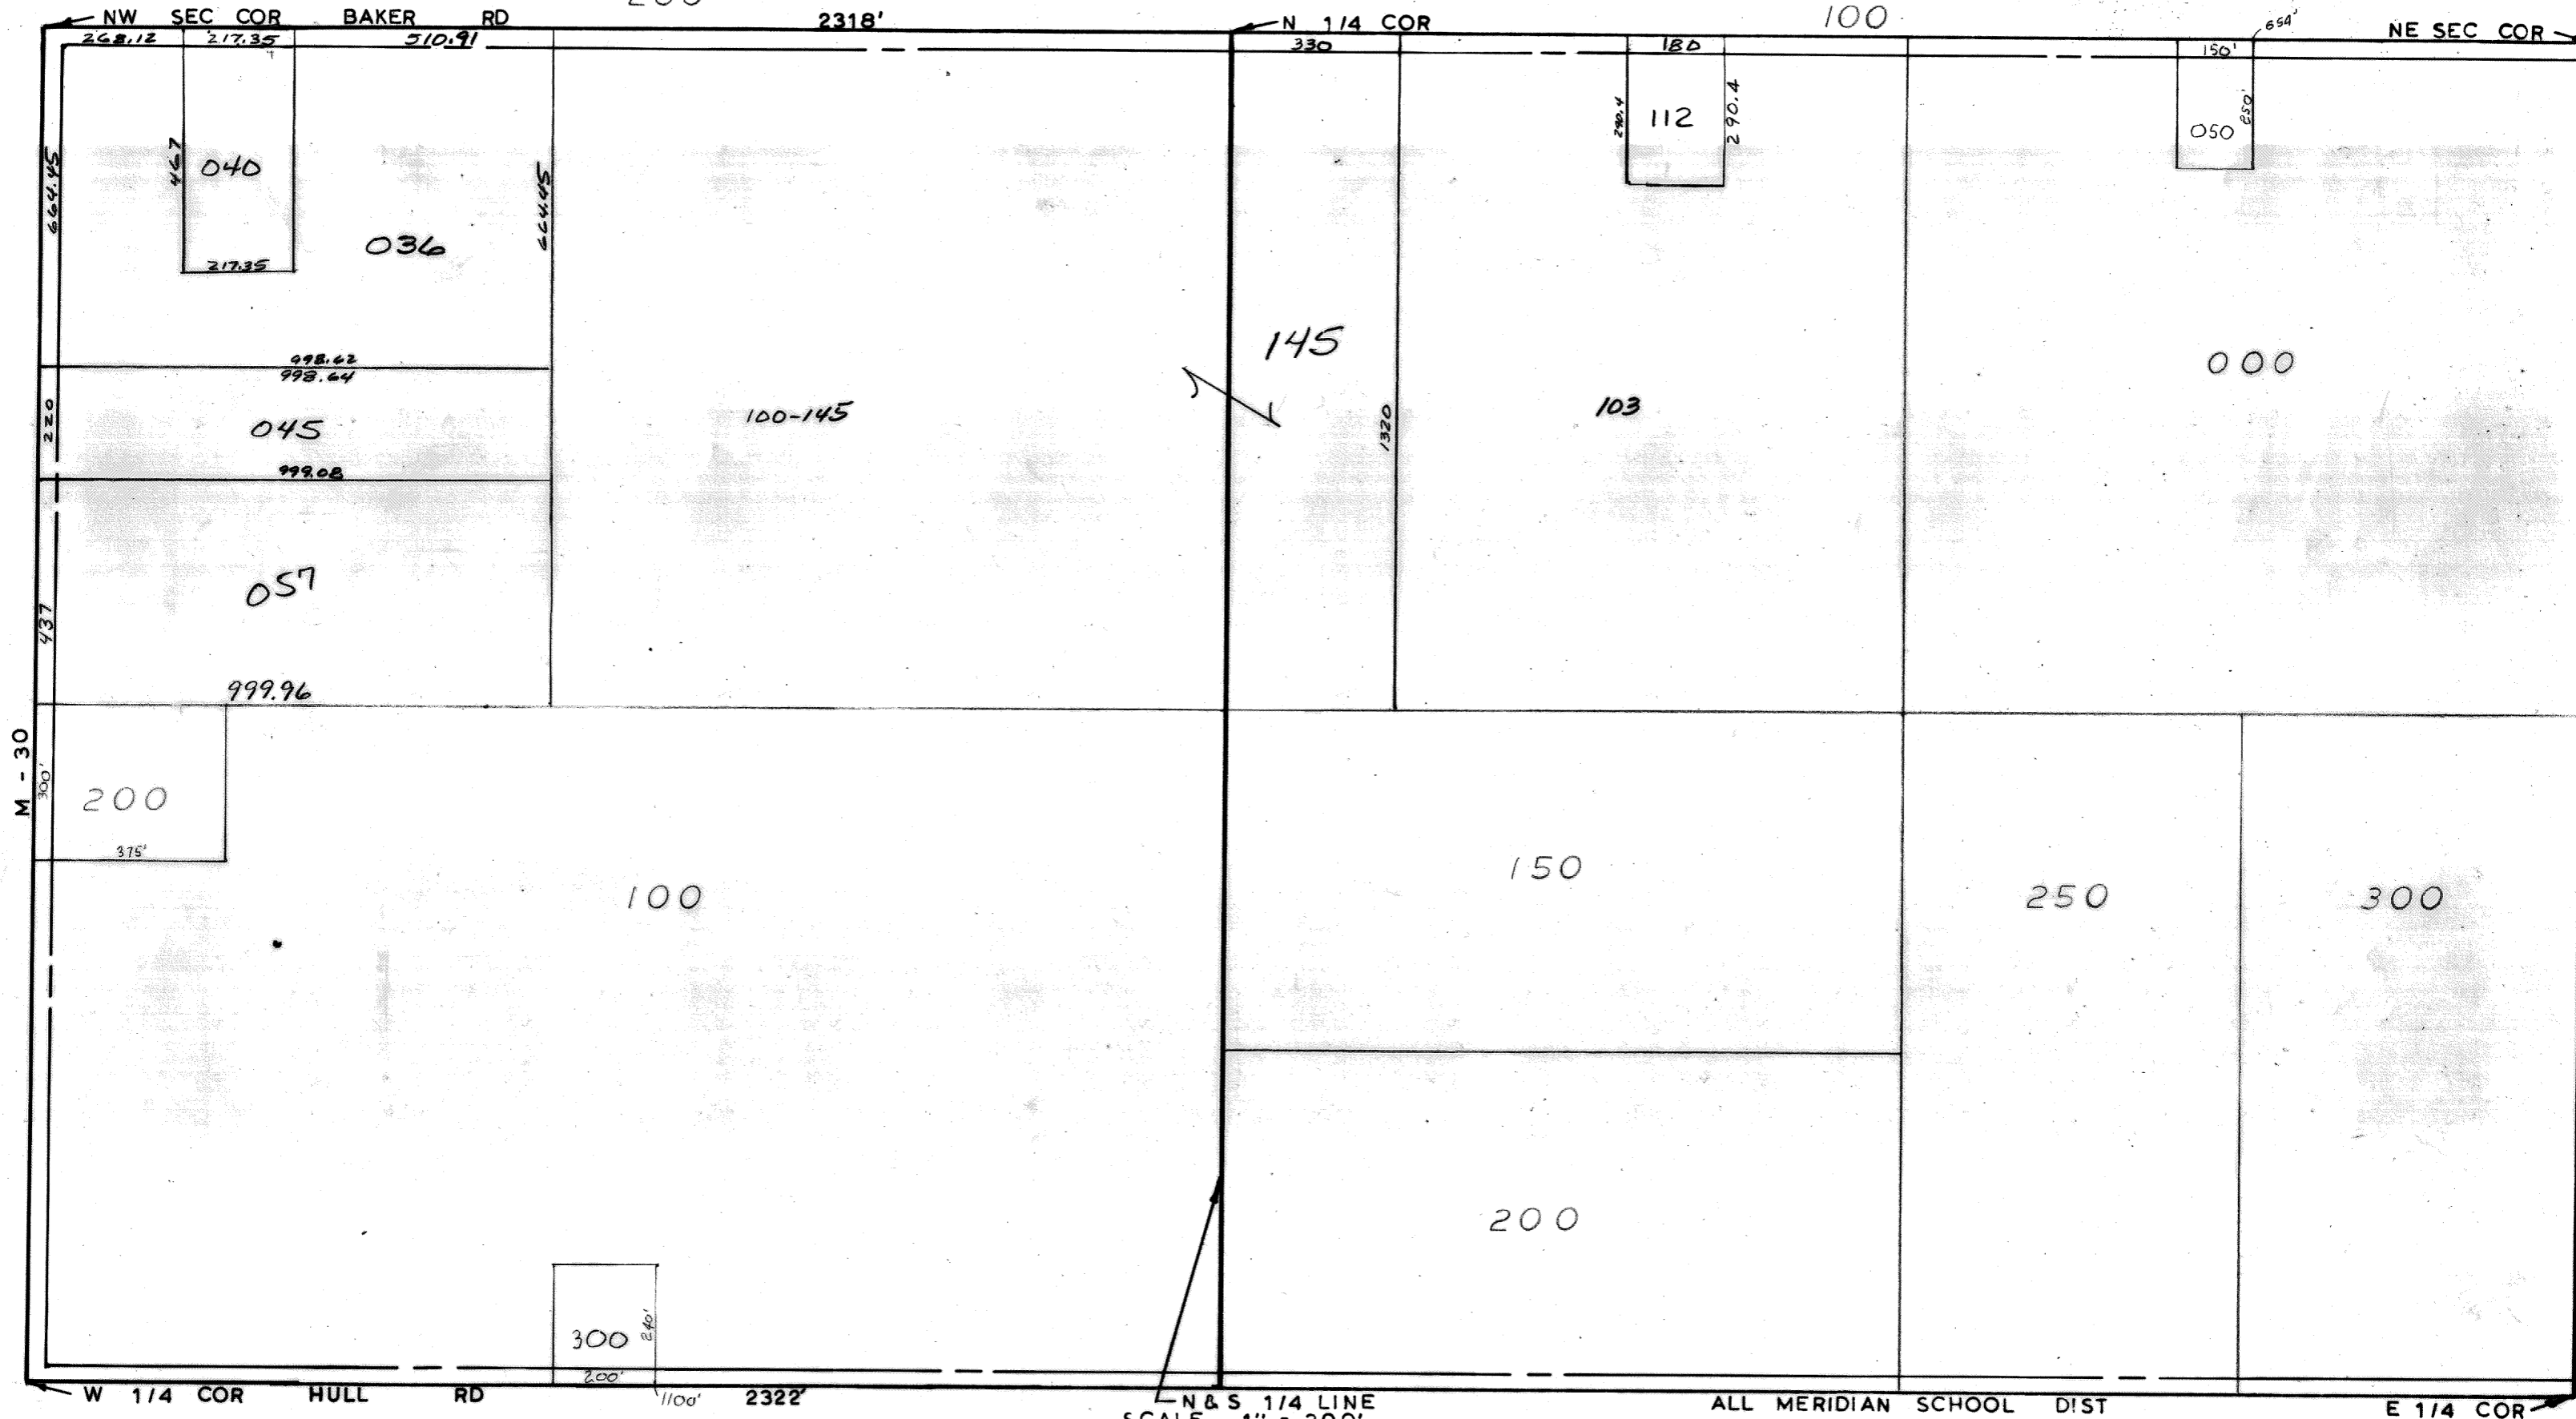 NW SEC COR BAKER RD 2318' N 1/4 COR 100 654' NE SEC COR
268.12 217.35 510.91 330 180 150'
664.45 467 040 664.45 290.4 112 290.4 050 250'
036
217.35
998.62
998.64
145
000
220 045 100-145 1320 103
999.08
057
437
999.96
M - 30
300' 200
375'
100 150 250 300
200
300 240'
200'
W 1/4 COR HULL RD 1100' 2322' N & S 1/4 LINE ALL MERIDIAN SCHOOL DIST E 1/4 COR